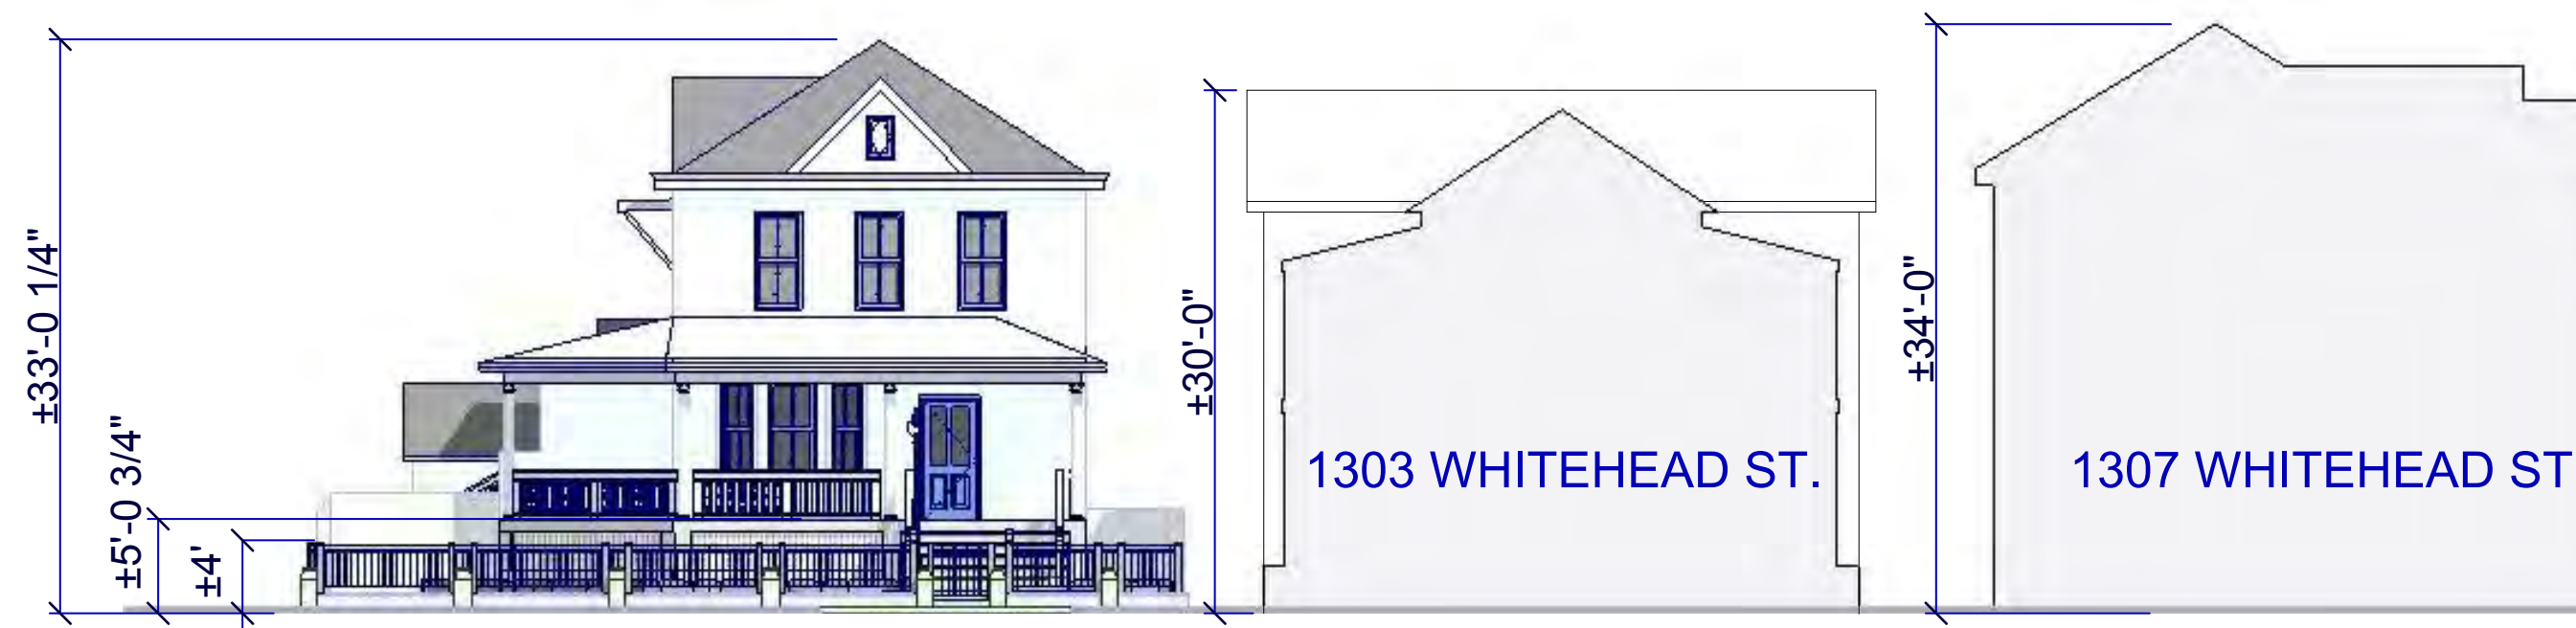 ±33'-0 1/4"
±5'-0 3/4"
±4'
±30'-0"
1303 WHITEHEAD ST.
±34'-0"
1307 WHITEHEAD ST